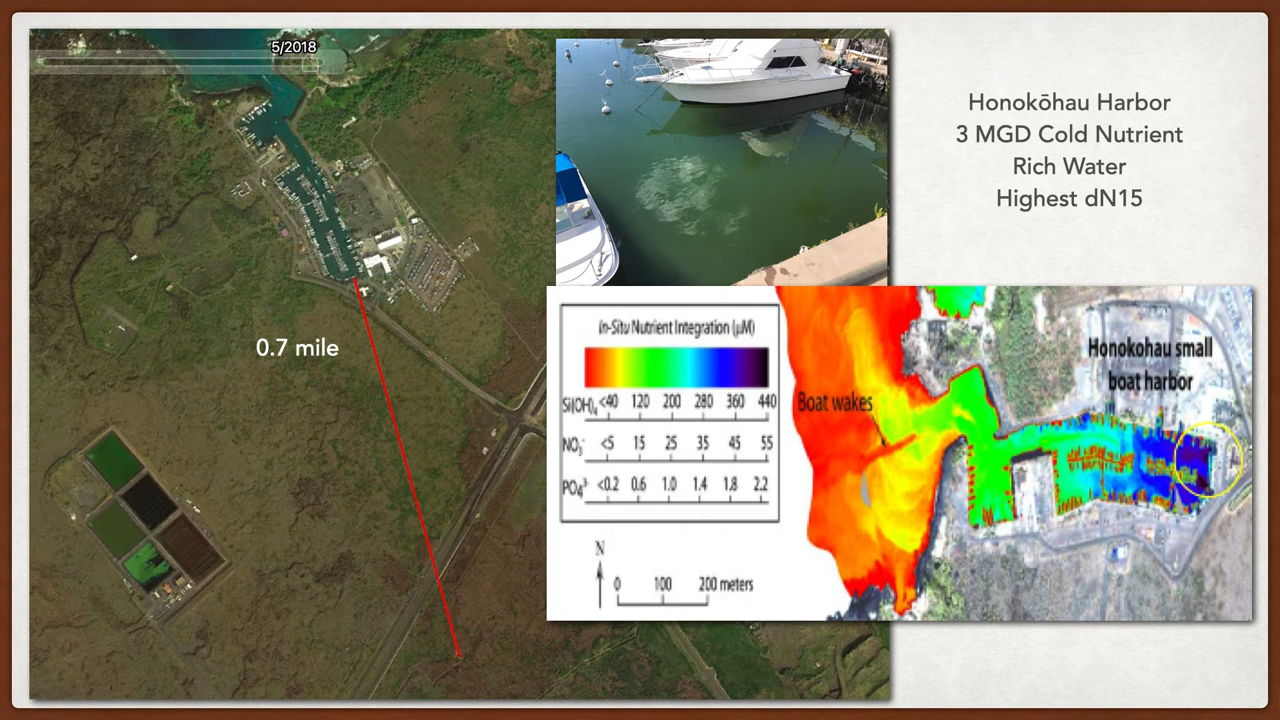 5/2018
0.7 mile
Honokōhau Harbor
3 MGD Cold Nutrient
Rich Water
Highest dN15
In-Situ Nutrient Integration (µM)
Si(OH)₄ <40 120 200 280 360 440
NO₃⁻ <5 15 25 35 45 55
PO₄³⁻ <0.2 0.6 1.0 1.4 1.8 2.2
N
0 100 200 meters
Boat wakes
Honokohau small
boat harbor